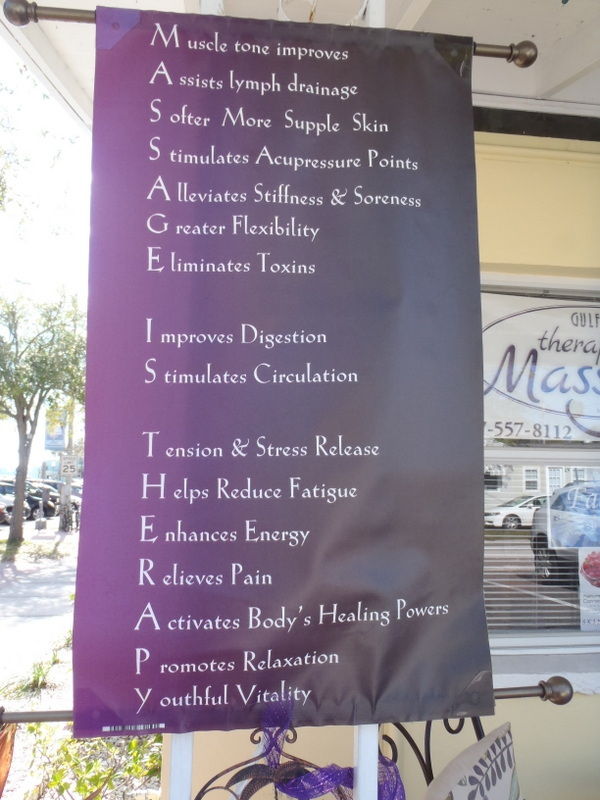 Muscle tone improves
Assists lymph drainage
Softer More Supple Skin
Stimulates Acupressure Points
Alleviates Stiffness & Soreness
Greater Flexibility
Eliminates Toxins
Improves Digestion
Stimulates Circulation
Tension & Stress Release
Helps Reduce Fatigue
Enhances Energy
Relieves Pain
Activates Body's Healing Powers
Promotes Relaxation
Youthful Vitality
GULF
thera
Mass
7-557-8112
25